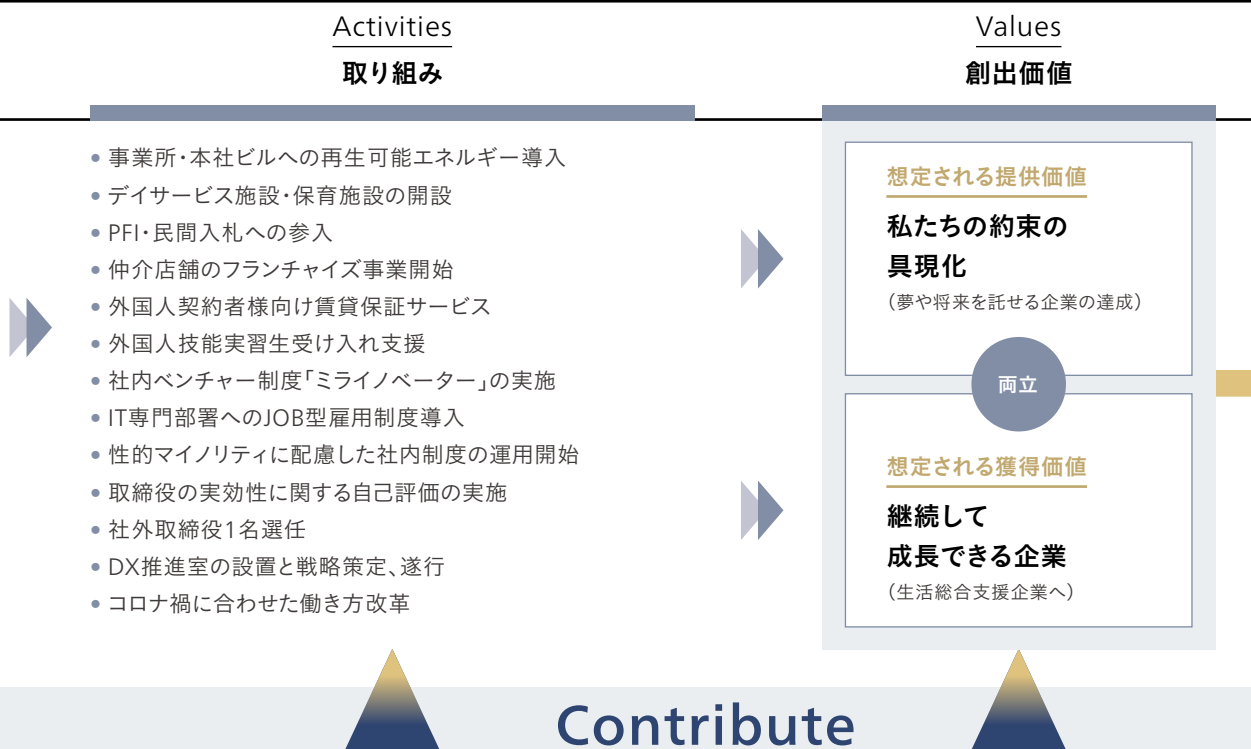 Activities
取り組み
・事業所・本社ビルへの再生可能エネルギー導入
・デイサービス施設・保育施設の開設
・PFI・民間入札への参入
・仲介店舗のフランチャイズ事業開始
・外国人契約者様向け賃貸保証サービス
・外国人技能実習生受け入れ支援
・社内ベンチャー制度「ミライノベーター」の実施
・IT専門部署へのJOB型雇用制度導入
・性的マイノリティに配慮した社内制度の運用開始
・取締役の実効性に関する自己評価の実施
・社外取締役1名選任
・DX推進室の設置と戦略策定、遂行
・コロナ禍に合わせた働き方改革
Values
創出価値
想定される提供価値
私たちの約束の
具現化
（夢や将来を託せる企業の達成）
両立
想定される獲得価値
継続して
成長できる企業
（生活総合支援企業へ）
Contribute